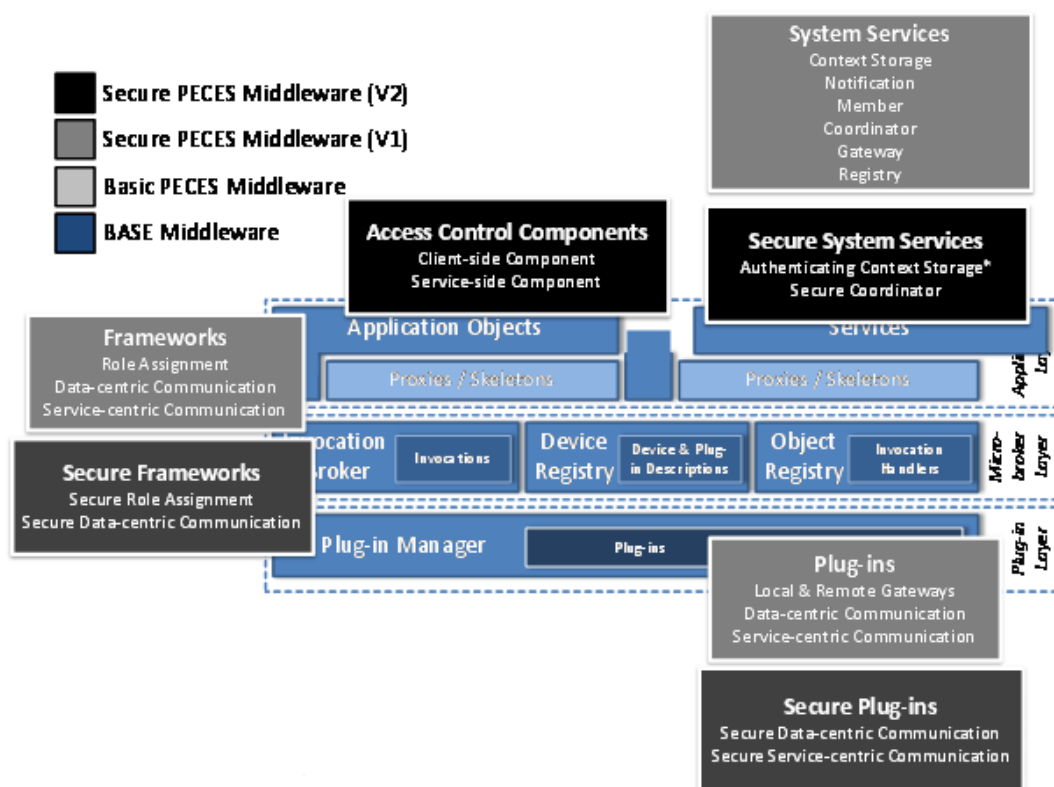 System Services
Context Storage
Notification
Member
Coordinator
Gateway
Registry
Secure PECES Middleware (V2)
Secure PECES Middleware (V1)
Basic PECES Middleware
BASE Middleware
Access Control Components
Client-side Component
Service-side Component
Secure System Services
Authenticating Context Storage*
Secure Coordinator
Application Objects
Services
Frameworks
Role Assignment
Data-centric Communication
Service-centric Communication
Proxies / Skeletons
Proxies / Skeletons
Broker
Invocations
Device
Registry
Device & Plug-
in Descriptions
Object
Registry
Invocation
Handlers
Micro-
broker
Layer
Secure Frameworks
Secure Role Assignment
Secure Data-centric Communication
Plug-in Manager
Plug-ins
Plug-in
Layer
Plug-ins
Local & Remote Gateways
Data-centric Communication
Service-centric Communication
Secure Plug-ins
Secure Data-centric Communication
Secure Service-centric Communication